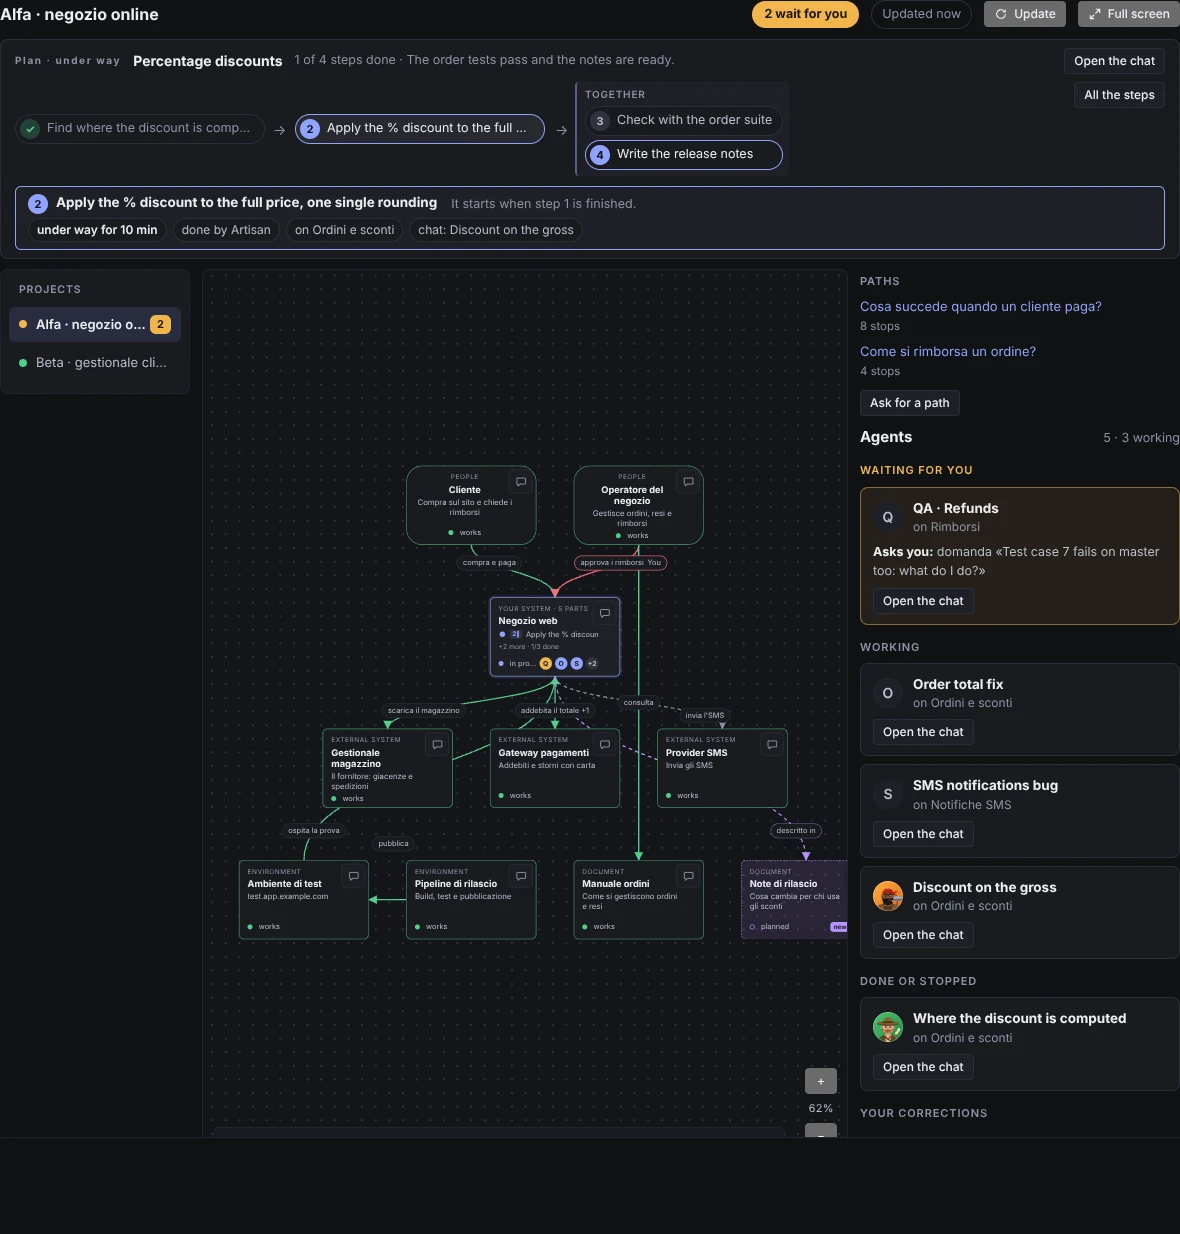 Alfa · negozio online
2 wait for you
Updated now
Update
Full screen
Plan · under way
Percentage discounts
1 of 4 steps done · The order tests pass and the notes are ready.
Open the chat
All the steps
Find where the discount is comp...
2
Apply the % discount to the full ...
TOGETHER
3
Check with the order suite
4
Write the release notes
2
Apply the % discount to the full price, one single rounding
It starts when step 1 is finished.
under way for 10 min
done by Artisan
on Ordini e sconti
chat: Discount on the gross
PROJECTS
Alfa · negozio o...
2
Beta · gestionale cli...
PEOPLE
Cliente
Compra sul sito e chiede i
rimborsi
works
PEOPLE
Operatore del
negozio
Gestisce ordini, resi e
rimborsi
works
compra e paga
approva i rimborsi You
YOUR SYSTEM · 5 PARTS
Negozio web
2
Apply the % discoun
+2 more · 1/3 done
in pro...
Q
O
S
+2
scarica il magazzino
addebita il totale +1
consulta
invia l'SMS
EXTERNAL SYSTEM
Gestionale
magazzino
Il fornitore: giacenze e
spedizioni
works
EXTERNAL SYSTEM
Gateway pagamenti
Addebiti e storni con carta
works
EXTERNAL SYSTEM
Provider SMS
Invia gli SMS
works
ospita la prova
pubblica
descritto in
ENVIRONMENT
Ambiente di test
test.app.example.com
works
ENVIRONMENT
Pipeline di rilascio
Build, test e pubblicazione
works
DOCUMENT
Manuale ordini
Come si gestiscono ordini
e resi
works
DOCUMENT
Note di rilascio
Cosa cambia per chi usa
gli sconti
planned
new
+
62%
PATHS
Cosa succede quando un cliente paga?
8 stops
Come si rimborsa un ordine?
4 stops
Ask for a path
Agents
5 · 3 working
WAITING FOR YOU
Q
QA · Refunds
on Rimborsi
Asks you: domanda «Test case 7 fails on master
too: what do I do?»
Open the chat
WORKING
O
Order total fix
on Ordini e sconti
Open the chat
S
SMS notifications bug
on Notifiche SMS
Open the chat
Discount on the gross
on Ordini e sconti
Open the chat
DONE OR STOPPED
Where the discount is computed
on Ordini e sconti
Open the chat
YOUR CORRECTIONS